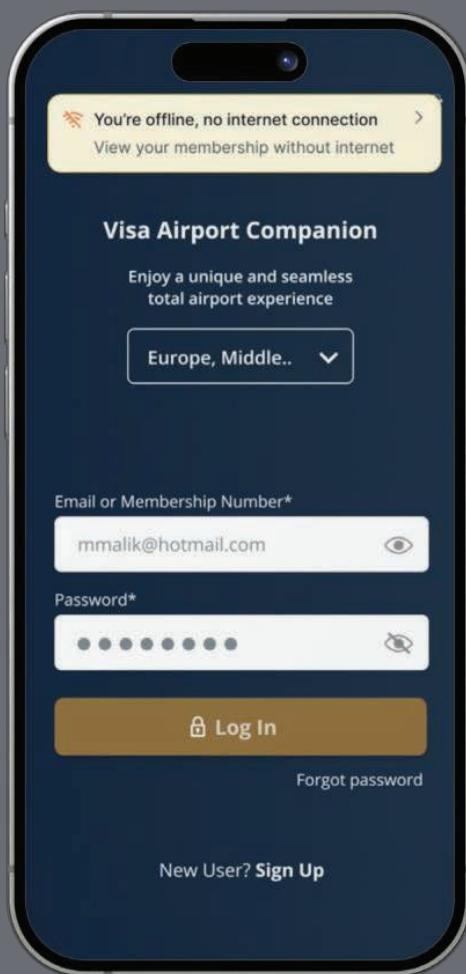 You're offline, no internet connection
View your membership without internet
Visa Airport Companion
Enjoy a unique and seamless
total airport experience
Europe, Middle..
Email or Membership Number*
mmalik@hotmail.com
Password*
Log In
Forgot password
New User? Sign Up